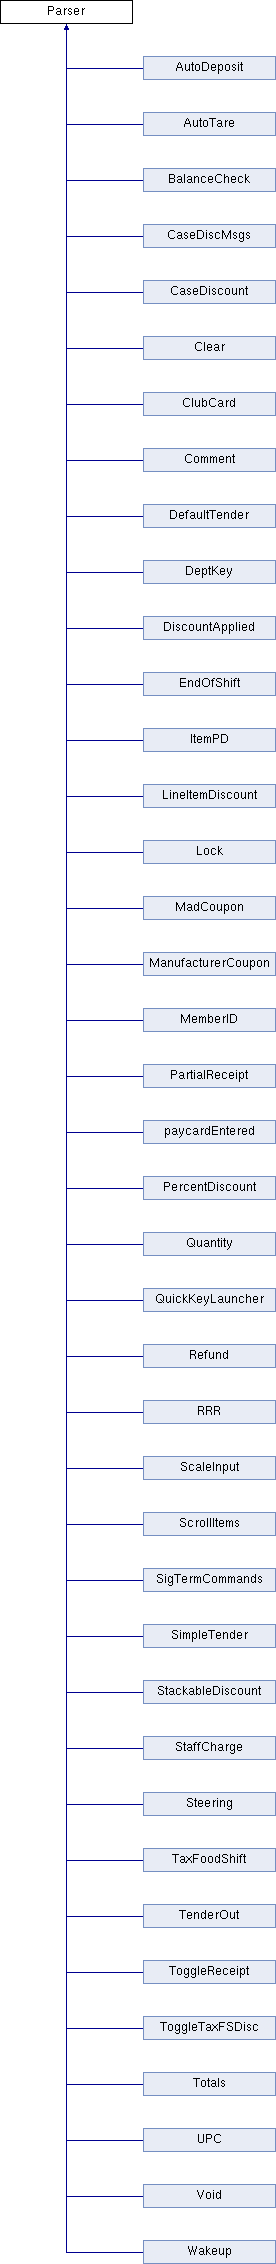 Parser
AutoDeposit
AutoTare
BalanceCheck
CaseDiscMsgs
CaseDiscount
Clear
ClubCard
Comment
DefaultTender
DeptKey
DiscountApplied
EndOfShift
ItemPD
LineItemDiscount
Lock
MadCoupon
ManufacturerCoupon
MemberID
PartialReceipt
paycardEntered
PercentDiscount
Quantity
QuickKeyLauncher
Refund
RRR
ScaleInput
ScrollItems
SigTermCommands
SimpleTender
StackableDiscount
StaffCharge
Steering
TaxFoodShift
TenderOut
ToggleReceipt
ToggleTaxFSDisc
Totals
UPC
Void
Wakeup